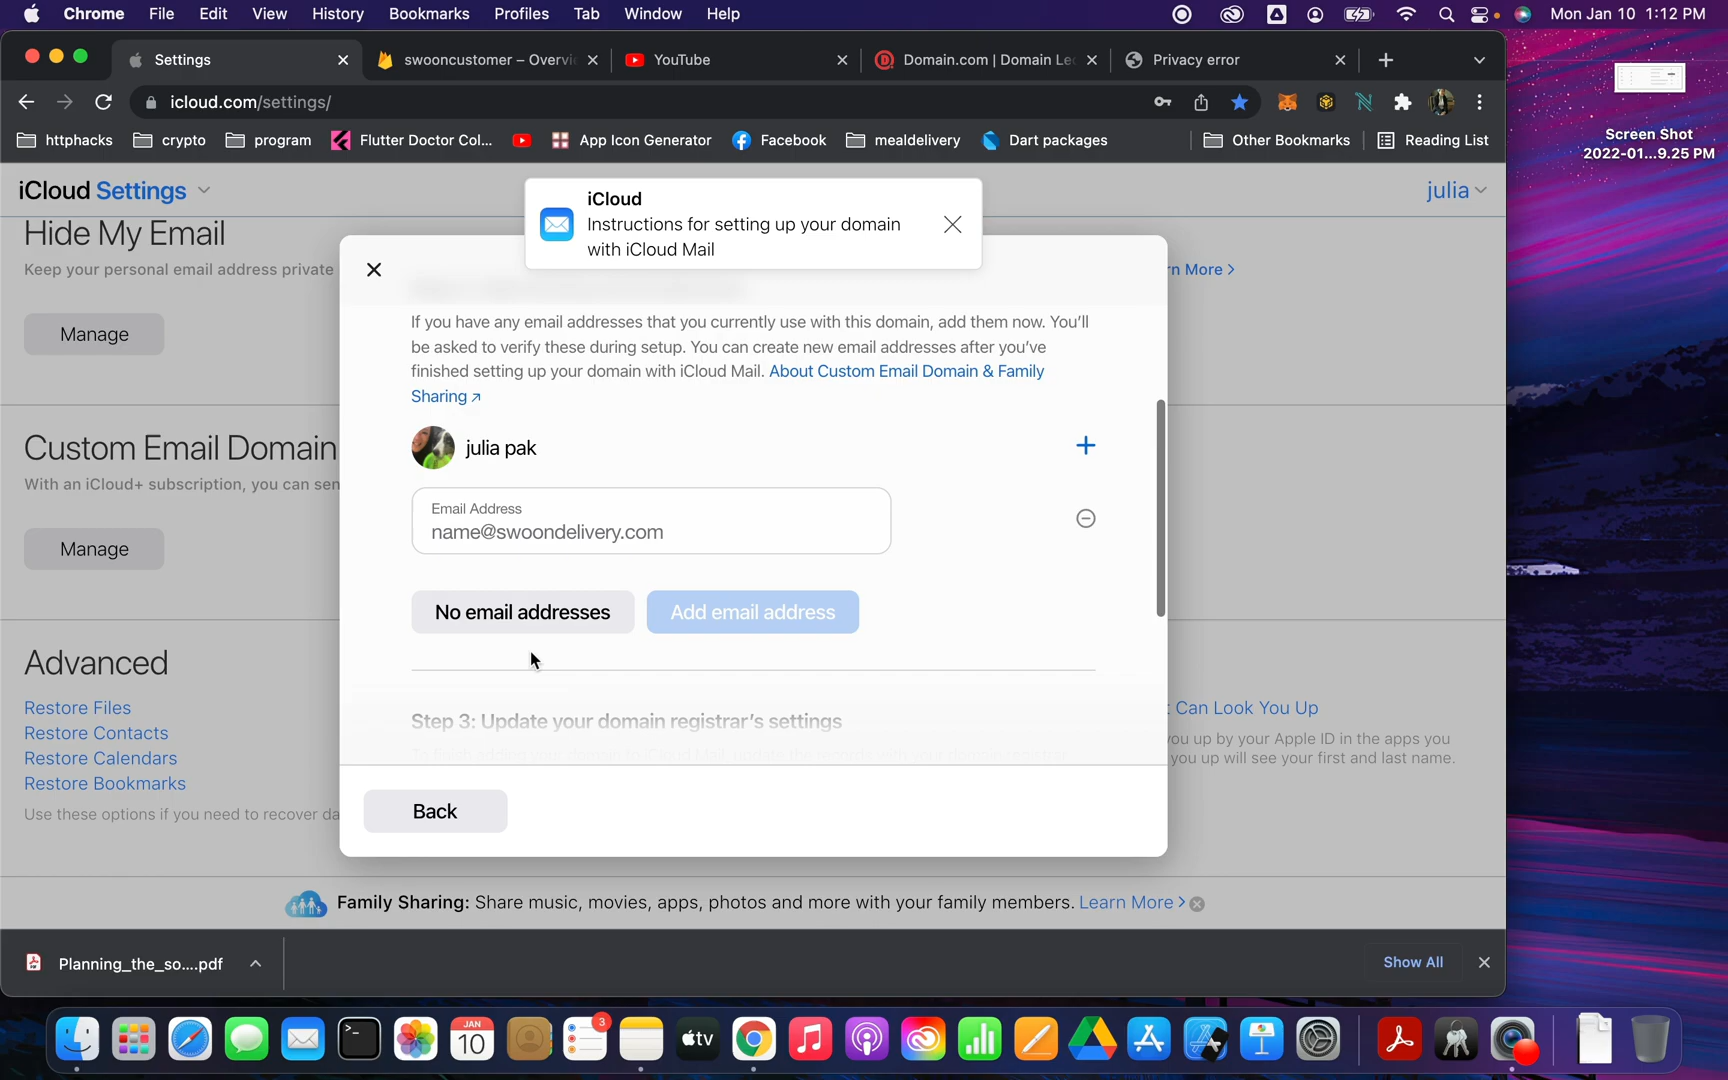 Chrome File Edit View History Bookmarks Profiles Tab Window Help Mon Jan 10 1:12 PM
Settings swooncustomer – Overvi YouTube Domain.com | Domain Le Privacy error
icloud.com/settings/
httphacks crypto program Flutter Doctor Col... App Icon Generator Facebook mealdelivery Dart packages Other Bookmarks Reading List
Screen Shot
2022-01...9.25 PM
iCloud Settings julia
iCloud
Instructions for setting up your domain
with iCloud Mail
Hide My Email
Keep your personal email address private
n More >
Manage
If you have any email addresses that you currently use with this domain, add them now. You'll
be asked to verify these during setup. You can create new email addresses after you've
finished setting up your domain with iCloud Mail. About Custom Email Domain & Family
Sharing ↗
julia pak
Email Address
name@swoondelivery.com
No email addresses Add email address
Step 3: Update your domain registrar's settings
Back
Custom Email Domain
With an iCloud+ subscription, you can sen
Manage
Advanced
Restore Files
Restore Contacts
Restore Calendars
Restore Bookmarks
Use these options if you need to recover da
t Can Look You Up
you up by your Apple ID in the apps you
you up will see your first and last name.
Family Sharing: Share music, movies, apps, photos and more with your family members. Learn More >
Planning_the_so....pdf Show All
JAN
10
3
tv